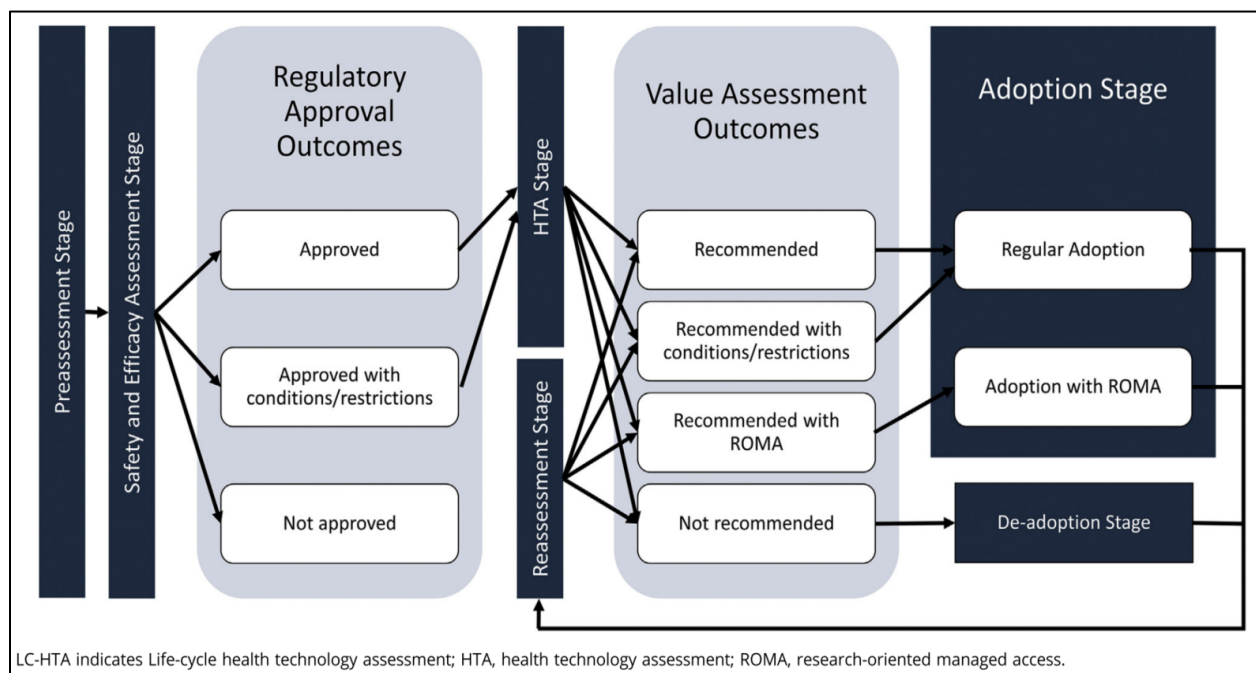 Preassessment Stage
Safety and Efficacy Assessment Stage
Regulatory
Approval
Outcomes
Approved
Approved with
conditions/restrictions
Not approved
HTA Stage
Reassessment Stage
Value Assessment
Outcomes
Recommended
Recommended with
conditions/restrictions
Recommended with
ROMA
Not recommended
Adoption Stage
Regular Adoption
Adoption with ROMA
De-adoption Stage
LC-HTA indicates Life-cycle health technology assessment; HTA, health technology assessment; ROMA, research-oriented managed access.